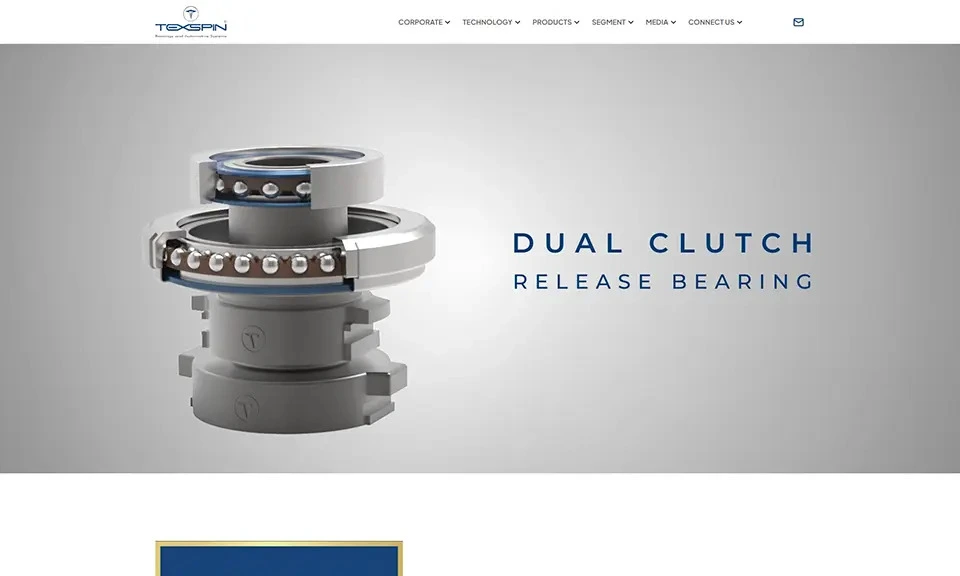 TEXSPIN
Bearings and Automotive Systems
CORPORATE
TECHNOLOGY
PRODUCTS
SEGMENT
MEDIA
CONNECT US
DUAL CLUTCH
RELEASE BEARING